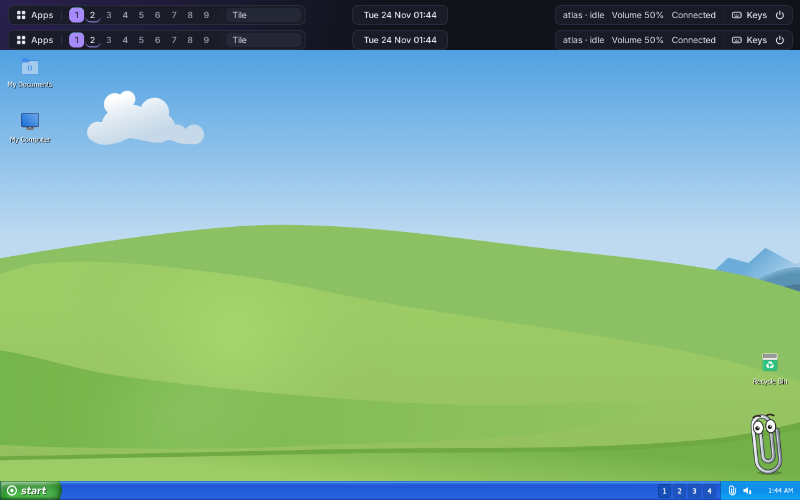 Apps 1 2 3 4 5 6 7 8 9 Tile Tue 24 Nov 01:44 atlas · idle Volume 50% Connected Keys
Apps 1 2 3 4 5 6 7 8 9 Tile Tue 24 Nov 01:44 atlas · idle Volume 50% Connected Keys
My Documents
My Computer
Recycle Bin
start 1 2 3 4 1:44 AM